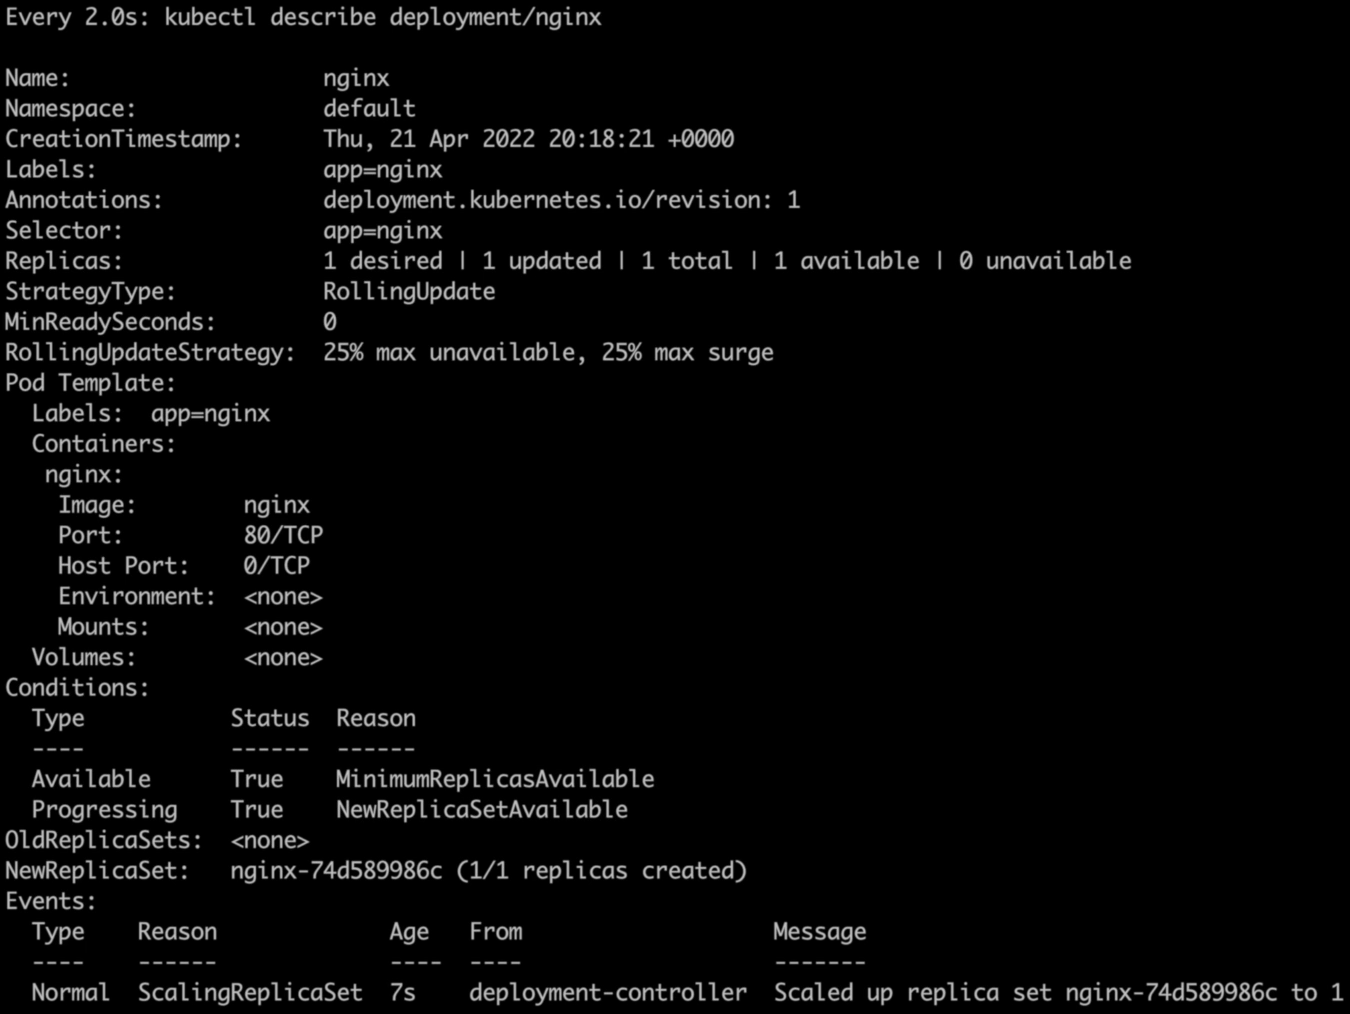 Every 2.0s: kubectl describe deployment/nginx
Name:                   nginx
Namespace:              default
CreationTimestamp:      Thu, 21 Apr 2022 20:18:21 +0000
Labels:                 app=nginx
Annotations:            deployment.kubernetes.io/revision: 1
Selector:               app=nginx
Replicas:               1 desired | 1 updated | 1 total | 1 available | 0 unavailable
StrategyType:           RollingUpdate
MinReadySeconds:        0
RollingUpdateStrategy:  25% max unavailable, 25% max surge
Pod Template:
  Labels:  app=nginx
  Containers:
   nginx:
    Image:        nginx
    Port:         80/TCP
    Host Port:    0/TCP
    Environment:  <none>
    Mounts:       <none>
  Volumes:        <none>
Conditions:
  Type           Status  Reason
  ----           ------  ------
  Available      True    MinimumReplicasAvailable
  Progressing    True    NewReplicaSetAvailable
OldReplicaSets:  <none>
NewReplicaSet:   nginx-74d589986c (1/1 replicas created)
Events:
  Type    Reason             Age   From                   Message
  ----    ------             ----  ----                   -------
  Normal  ScalingReplicaSet  7s    deployment-controller  Scaled up replica set nginx-74d589986c to 1